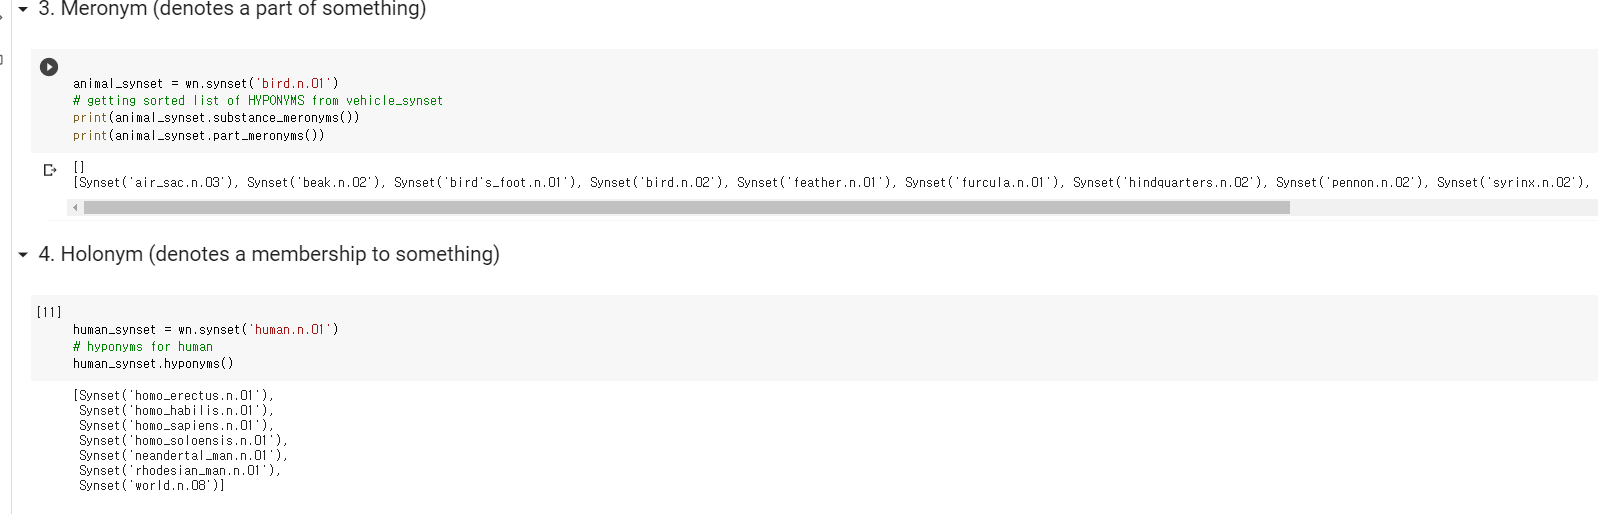 3. Meronym (denotes a part of something)
animal_synset = wn.synset('bird.n.01')
# getting sorted list of HYPONYMS from vehicle_synset
print(animal_synset.substance_meronyms())
print(animal_synset.part_meronyms())
[]
[Synset('air_sac.n.03'), Synset('beak.n.02'), Synset('bird's_foot.n.01'), Synset('bird.n.02'), Synset('feather.n.01'), Synset('furcula.n.01'), Synset('hindquarters.n.02'), Synset('pennon.n.02'), Synset('syrinx.n.02'),
4. Holonym (denotes a membership to something)
[11]
human_synset = wn.synset('human.n.01')
# hyponyms for human
human_synset.hyponyms()
[Synset('homo_erectus.n.01'),
Synset('homo_habilis.n.01'),
Synset('homo_sapiens.n.01'),
Synset('homo_soloensis.n.01'),
Synset('neandertal_man.n.01'),
Synset('rhodesian_man.n.01'),
Synset('world.n.08')]